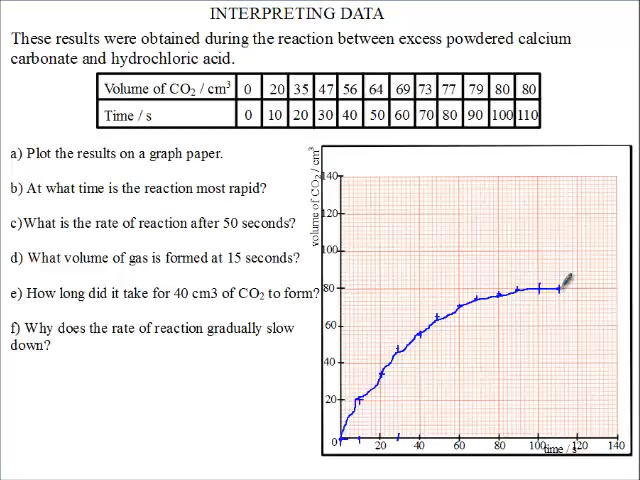 INTERPRETING DATA
These results were obtained during the reaction between excess powdered calcium
carbonate and hydrochloric acid.
Volume of CO₂ / cm³ 0 20 35 47 56 64 69 73 77 79 80 80
Time / s 0 10 20 30 40 50 60 70 80 90 100 110
a) Plot the results on a graph paper.
b) At what time is the reaction most rapid?
c)What is the rate of reaction after 50 seconds?
d) What volume of gas is formed at 15 seconds?
e) How long did it take for 40 cm3 of CO₂ to form?
f) Why does the rate of reaction gradually slow
down?
volume of CO₂ / cm³
140
120
100
80
60
40
20
0
20 40 60 80 100 120 140
time / s